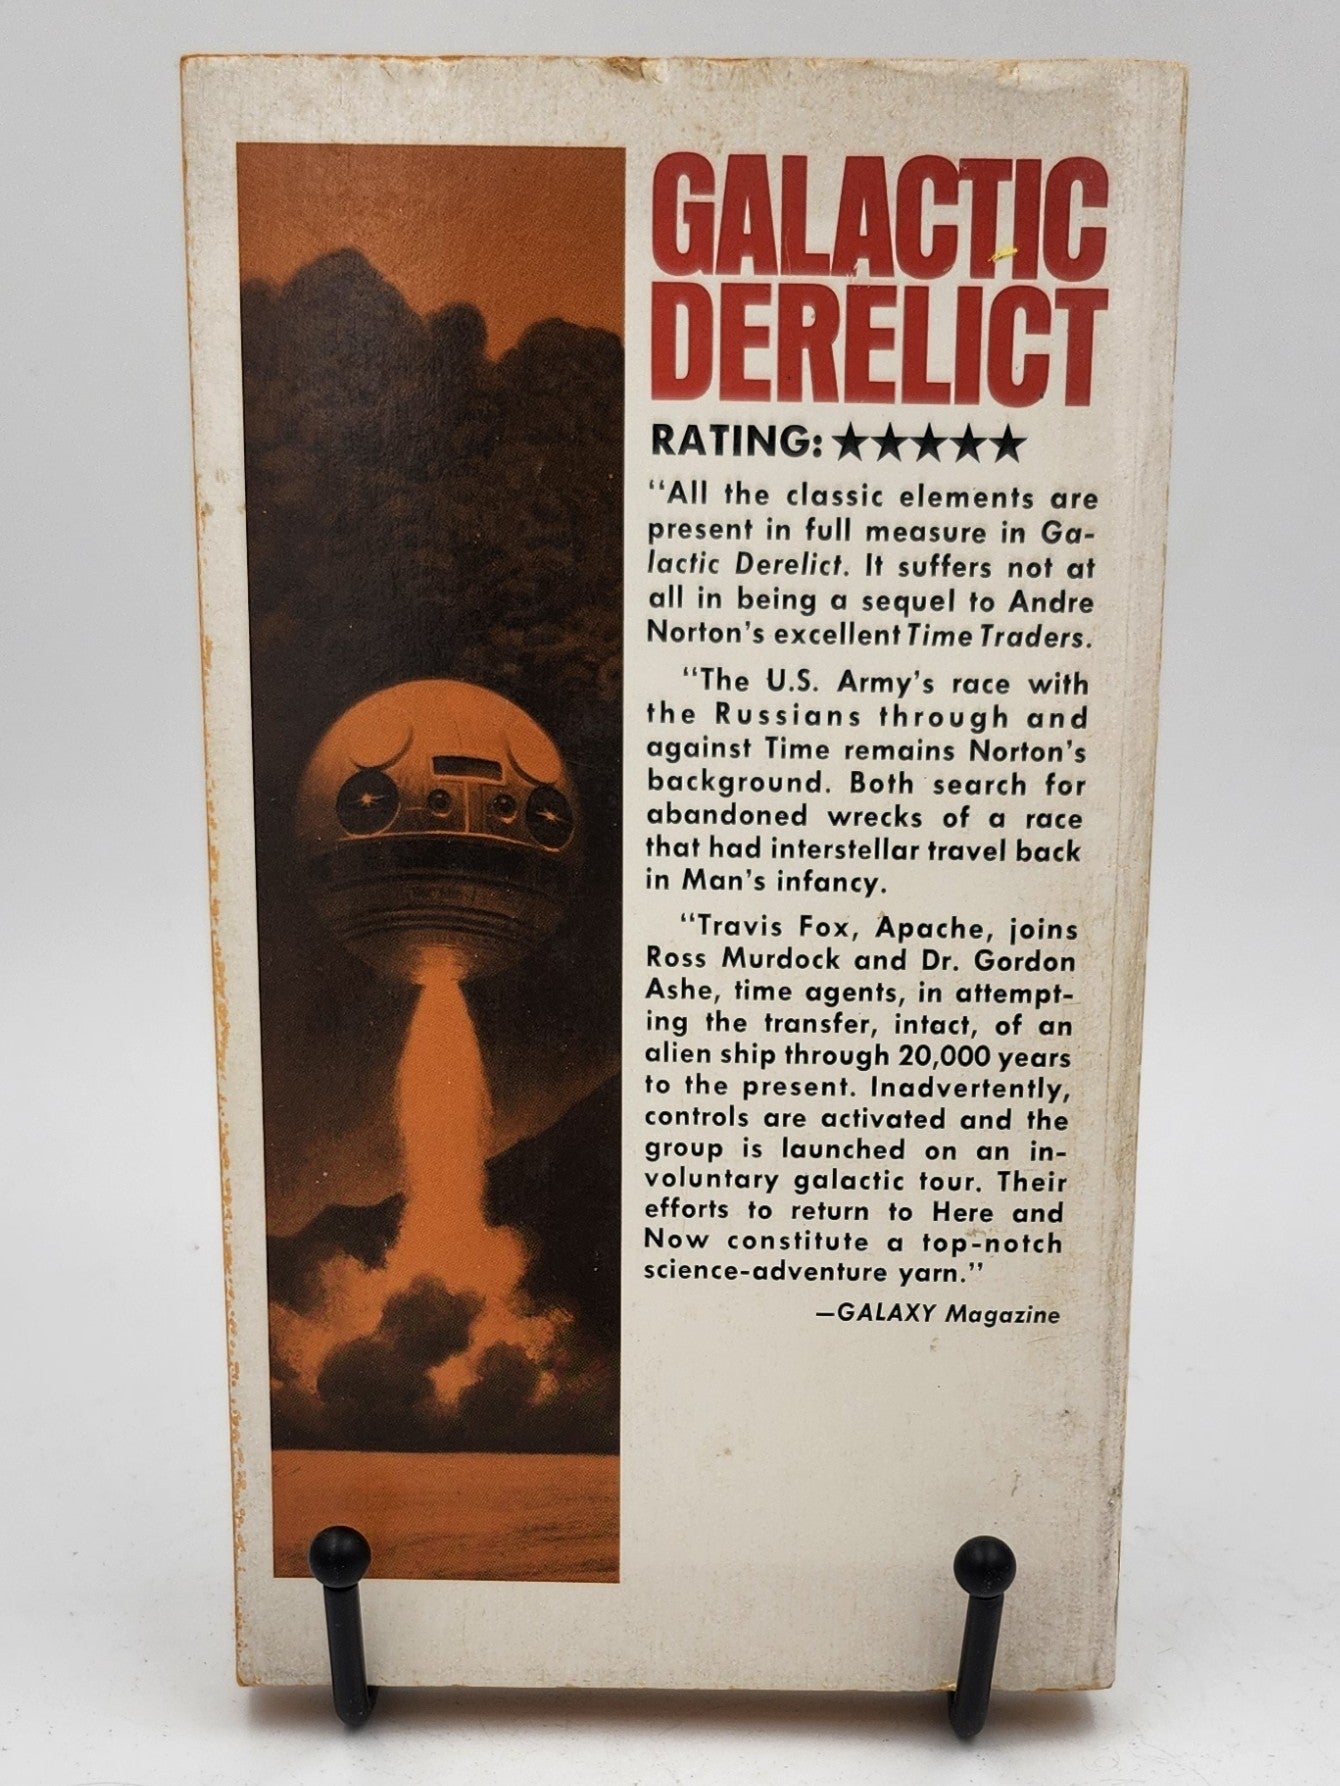 GALACTIC
DERELICT
RATING: ★★★★★
“All the classic elements are
present in full measure in Ga-
lactic Derelict. It suffers not at
all in being a sequel to Andre
Norton’s excellent Time Traders.
“The U.S. Army’s race with
the Russians through and
against Time remains Norton’s
background. Both search for
abandoned wrecks of a race
that had interstellar travel back
in Man’s infancy.
“Travis Fox, Apache, joins
Ross Murdock and Dr. Gordon
Ashe, time agents, in attempt-
ing the transfer, intact, of an
alien ship through 20,000 years
to the present. Inadvertently,
controls are activated and the
group is launched on an in-
voluntary galactic tour. Their
efforts to return to Here and
Now constitute a top-notch
science-adventure yarn.”
—GALAXY Magazine